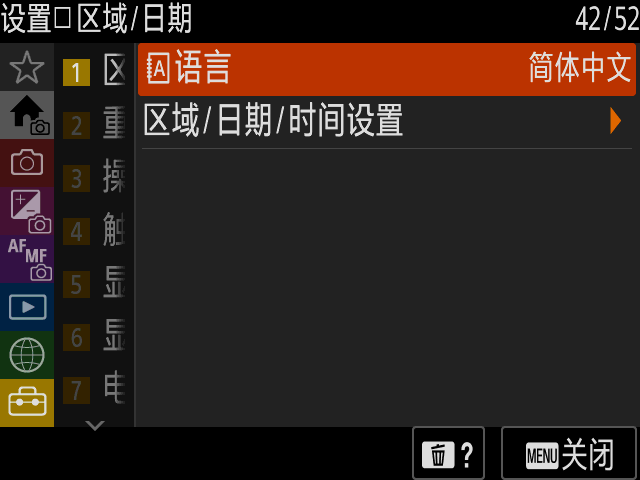 设置□ 区域/日期 42/52
1 区
语言 简体中文
2 重
区域/日期/时间设置
3 操
4 触
5 显
6 显
7 电
AF MF
? MENU 关闭